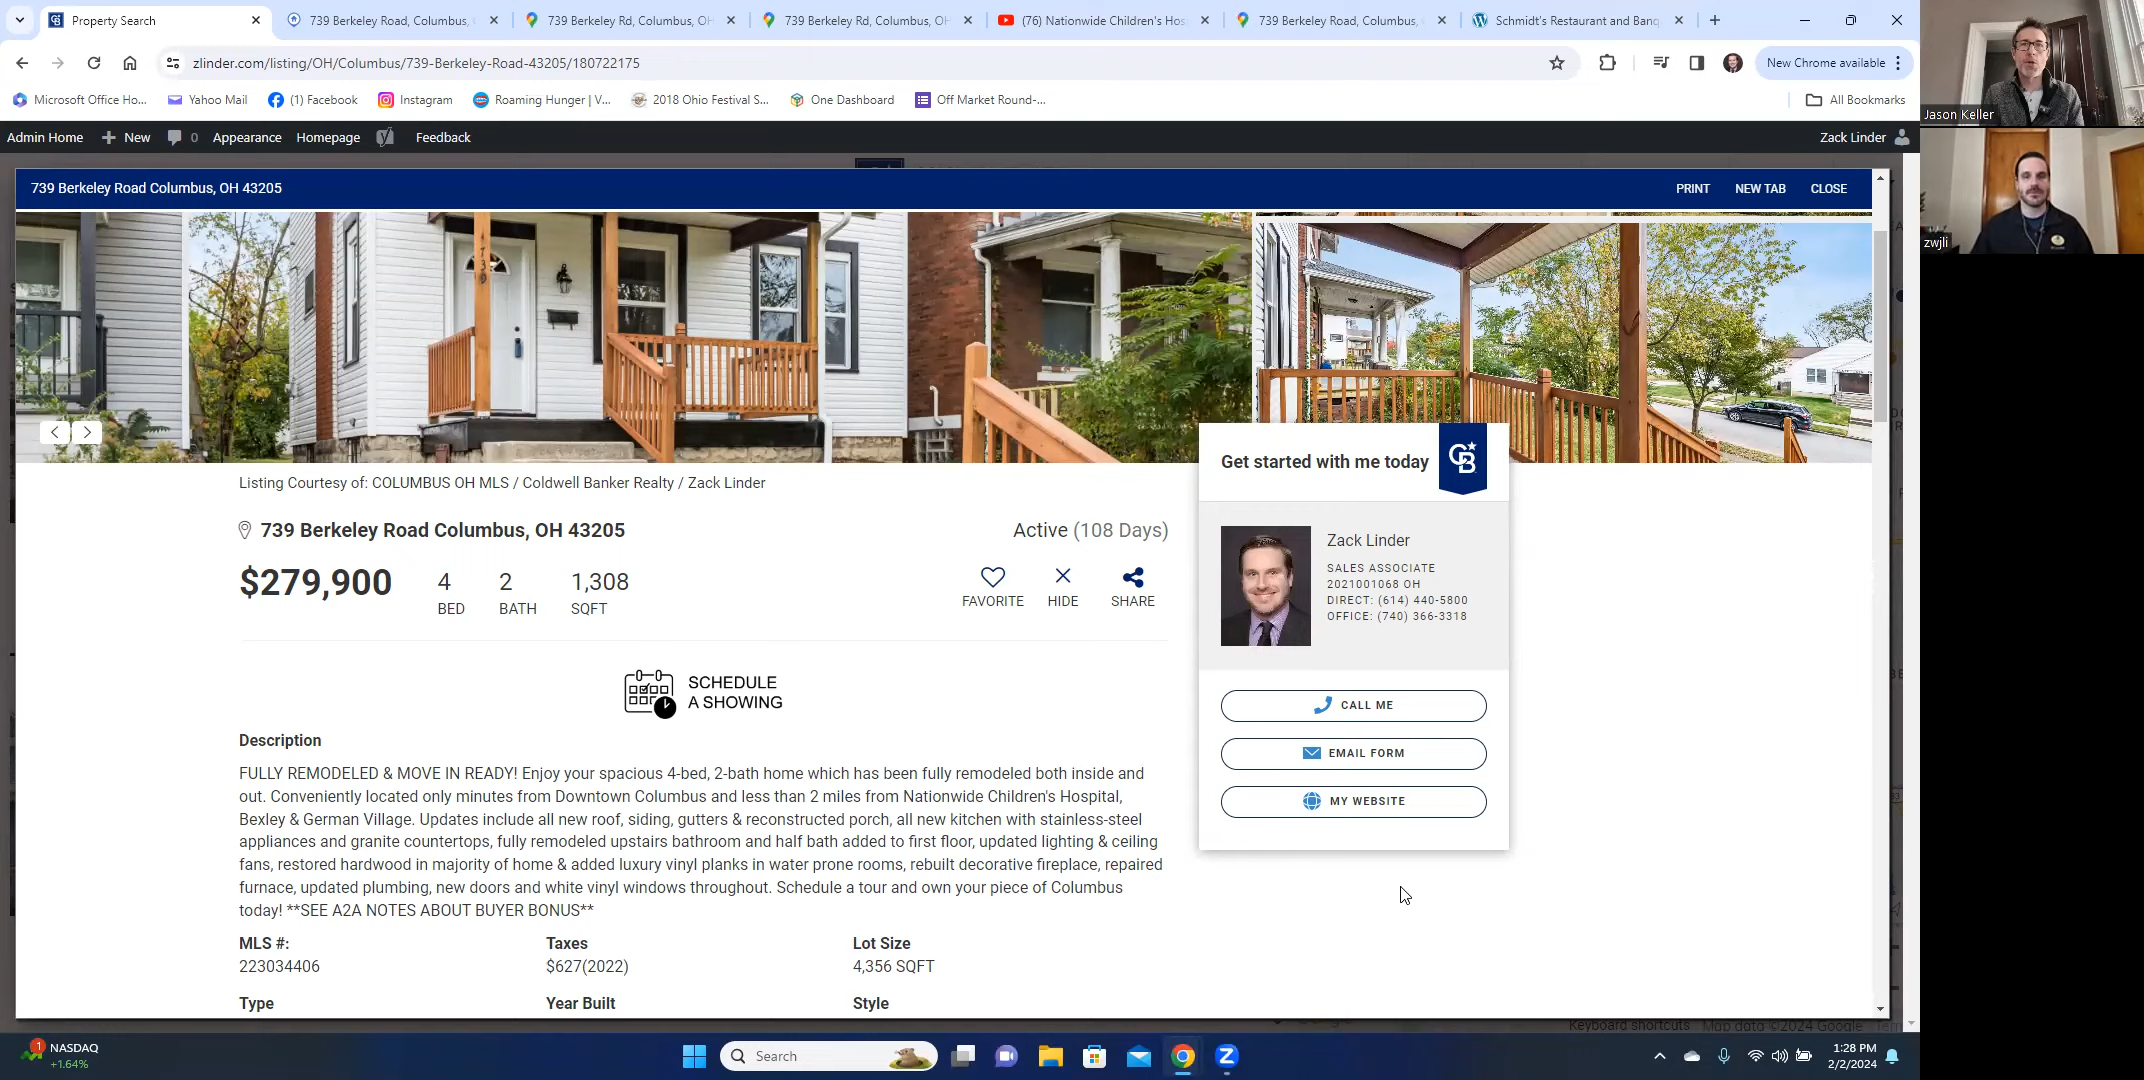 Property Search
739 Berkeley Road, Columbus,
739 Berkeley Rd, Columbus, OH
739 Berkeley Rd, Columbus, OH
(76) Nationwide Children's Hos
739 Berkeley Road, Columbus,
Schmidt's Restaurant and Banq
zlinder.com/listing/OH/Columbus/739-Berkeley-Road-43205/180722175
New Chrome available
Microsoft Office Ho...
Yahoo Mail
(1) Facebook
Instagram
Roaming Hunger | V...
2018 Ohio Festival S...
One Dashboard
Off Market Round-...
All Bookmarks
Admin Home
New
0
Appearance
Homepage
Feedback
Zack Linder
739 Berkeley Road Columbus, OH 43205
PRINT
NEW TAB
CLOSE
739
Listing Courtesy of: COLUMBUS OH MLS / Coldwell Banker Realty / Zack Linder
739 Berkeley Road Columbus, OH 43205
Active (108 Days)
$279,900
4
BED
2
BATH
1,308
SQFT
FAVORITE
HIDE
SHARE
SCHEDULE
A SHOWING
Description
FULLY REMODELED & MOVE IN READY! Enjoy your spacious 4-bed, 2-bath home which has been fully remodeled both inside and
out. Conveniently located only minutes from Downtown Columbus and less than 2 miles from Nationwide Children's Hospital,
Bexley & German Village. Updates include all new roof, siding, gutters & reconstructed porch, all new kitchen with stainless-steel
appliances and granite countertops, fully remodeled upstairs bathroom and half bath added to first floor, updated lighting & ceiling
fans, restored hardwood in majority of home & added luxury vinyl planks in water prone rooms, rebuilt decorative fireplace, repaired
furnace, updated plumbing, new doors and white vinyl windows throughout. Schedule a tour and own your piece of Columbus
today! **SEE A2A NOTES ABOUT BUYER BONUS**
MLS #:
223034406
Taxes
$627(2022)
Lot Size
4,356 SQFT
Type
Year Built
Style
Get started with me today
CB
Zack Linder
SALES ASSOCIATE
2021001068 OH
DIRECT: (614) 440-5800
OFFICE: (740) 366-3318
CALL ME
EMAIL FORM
MY WEBSITE
Keyboard shortcuts
Map data ©2024 Google
Jason Keller
zwjli
1
NASDAQ
+1.64%
Search
1:28 PM
2/2/2024